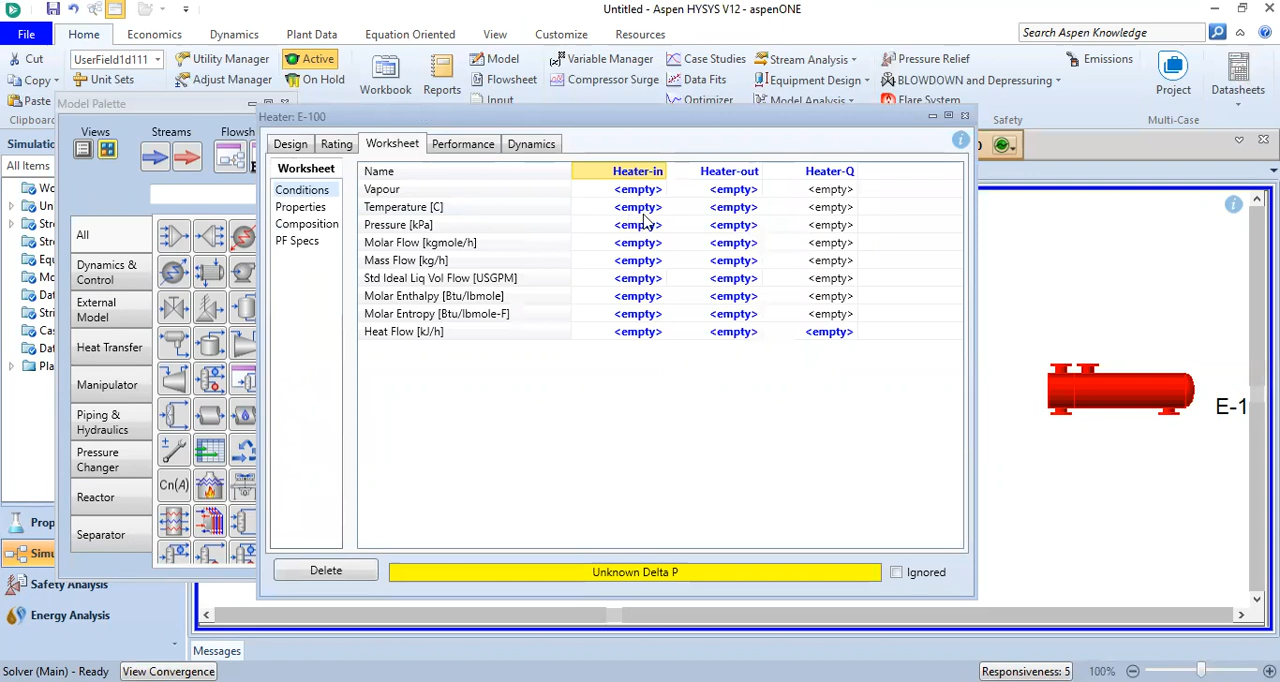 Untitled - Aspen HYSYS V12 - aspenONE
File Home Economics Dynamics Plant Data Equation Oriented View Customize Resources Search Aspen Knowledge
Cut UserField1d111 Utility Manager Active Model Variable Manager Case Studies Stream Analysis Pressure Relief Emissions
Copy Unit Sets Adjust Manager On Hold Flowsheet Compressor Surge Data Fits Equipment Design BLOWDOWN and Depressuring
Workbook Reports Project Datasheets
Paste Input Optimizer Model Analysis Flare System
Clipboard Safety Multi-Case
Model Palette
Heater: E-100
Views Streams Flowsh
All Items
Design Rating Worksheet Performance Dynamics
Worksheet
Conditions
Properties
Composition
PF Specs
Name Heater-in Heater-out Heater-Q
Vapour <empty> <empty> <empty>
Temperature [C] <empty> <empty> <empty>
Pressure [kPa] <empty> <empty> <empty>
Molar Flow [kgmole/h] <empty> <empty> <empty>
Mass Flow [kg/h] <empty> <empty> <empty>
Std Ideal Liq Vol Flow [USGPM] <empty> <empty> <empty>
Molar Enthalpy [Btu/lbmole] <empty> <empty> <empty>
Molar Entropy [Btu/lbmole-F] <empty> <empty> <empty>
Heat Flow [kJ/h] <empty> <empty> <empty>
All
Dynamics &
Control
External
Model
Heat Transfer
Manipulator
Piping &
Hydraulics
Pressure
Changer
Reactor
Separator
Cn(A)
E-1
Delete Unknown Delta P Ignored
Safety Analysis
Energy Analysis
Messages
Solver (Main) - Ready View Convergence Responsiveness: 5 100%